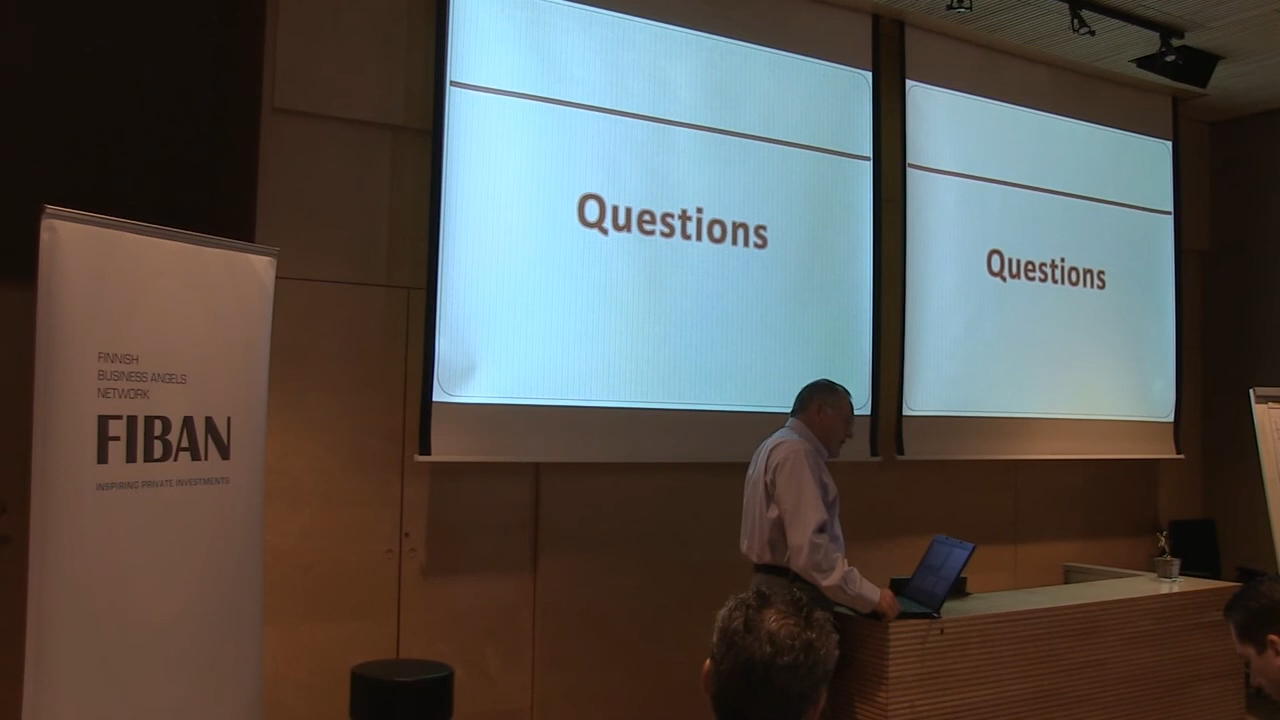 FINNISH
BUSINESS ANGELS
NETWORK
FIBAN
INSPIRING PRIVATE INVESTMENTS
Questions
Questions